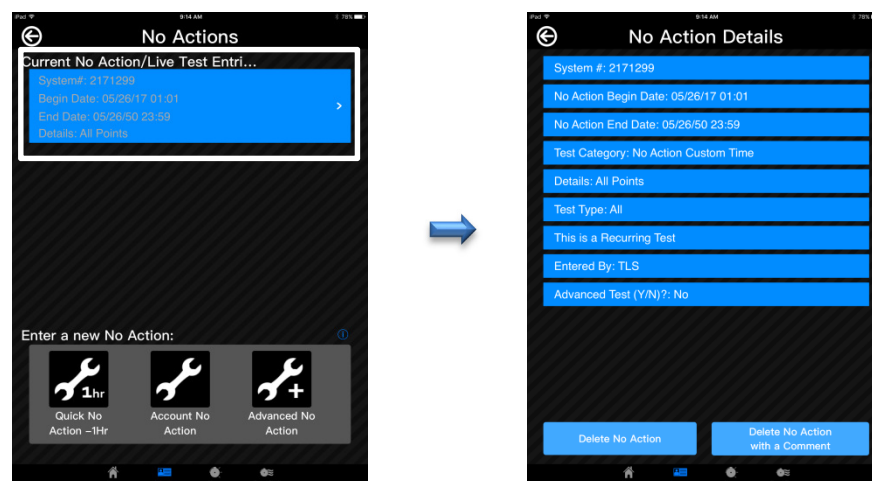 iPad 9:14 AM 78%
No Actions
Current No Action/Live Test Entri...
System#: 2171299
Begin Date: 05/26/17 01:01
End Date: 05/26/50 23:59
Details: All Points
Enter a new No Action:
1hr
Quick No
Action –1Hr
Account No
Action
Advanced No
Action
iPad 9:14 AM 78%
No Action Details
System #: 2171299
No Action Begin Date: 05/26/17 01:01
No Action End Date: 05/26/50 23:59
Test Category: No Action Custom Time
Details: All Points
Test Type: All
This is a Recurring Test
Entered By: TLS
Advanced Test (Y/N)?: No
Delete No Action
Delete No Action
with a Comment